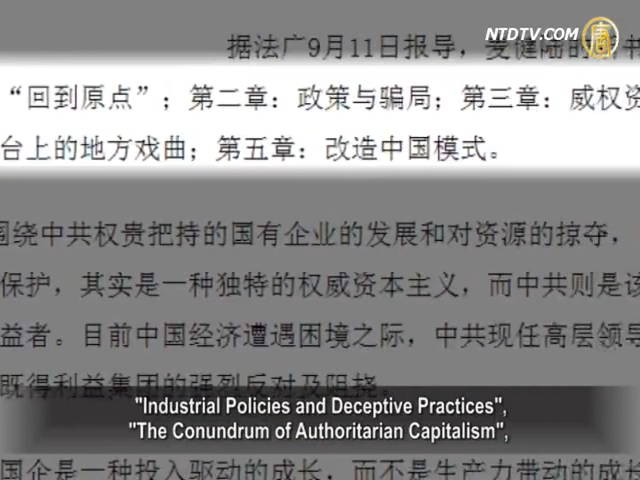 NTDTV.COM
据法广9月11日报导，麦健陆的新书
“回到原点”；第二章：政策与骗局；第三章：威权资
台上的地方戏曲；第五章：改造中国模式。
围绕中共权贵把持的国有企业的发展和对资源的掠夺，
保护，其实是一种独特的权威资本主义，而中共则是该
益者。目前中国经济遭遇困境之际，中共现任高层领导
既得利益集团的强烈反对及阻挠。
"Industrial Policies and Deceptive Practices",
"The Conundrum of Authoritarian Capitalism",
国企是一种投入驱动的成长，而不是生产力带动的成长